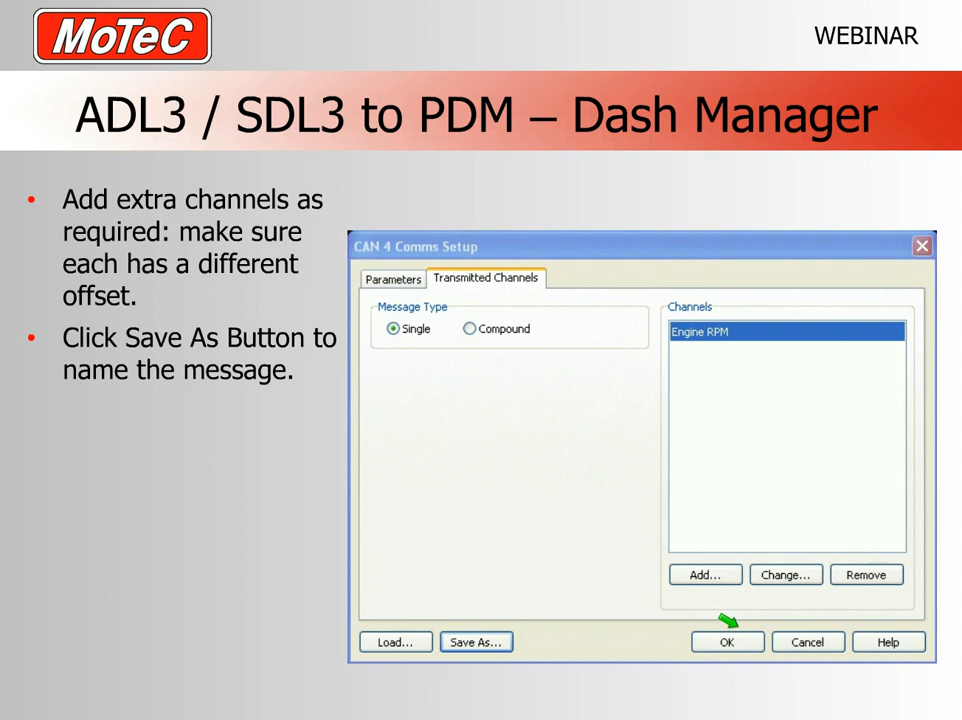 MoTeC
WEBINAR
ADL3 / SDL3 to PDM – Dash Manager
• Add extra channels as
required: make sure
each has a different
offset.
• Click Save As Button to
name the message.
CAN 4 Comms Setup
Parameters Transmitted Channels
Message Type
Single Compound
Channels
Engine RPM
Add... Change... Remove
Load... Save As... OK Cancel Help